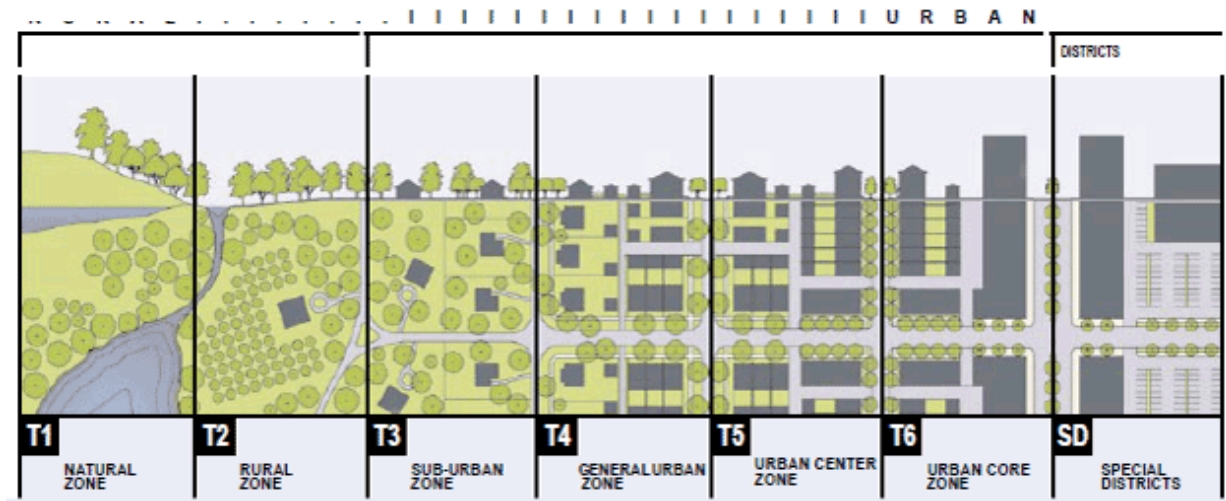 I I I I I I I I I I I I I I I I I I U R B A N
DISTRICTS
T1
NATURAL
ZONE
T2
RURAL
ZONE
T3
SUB-URBAN
ZONE
T4
GENERAL URBAN
ZONE
T5
URBAN CENTER
ZONE
T6
URBAN CORE
ZONE
SD
SPECIAL
DISTRICTS